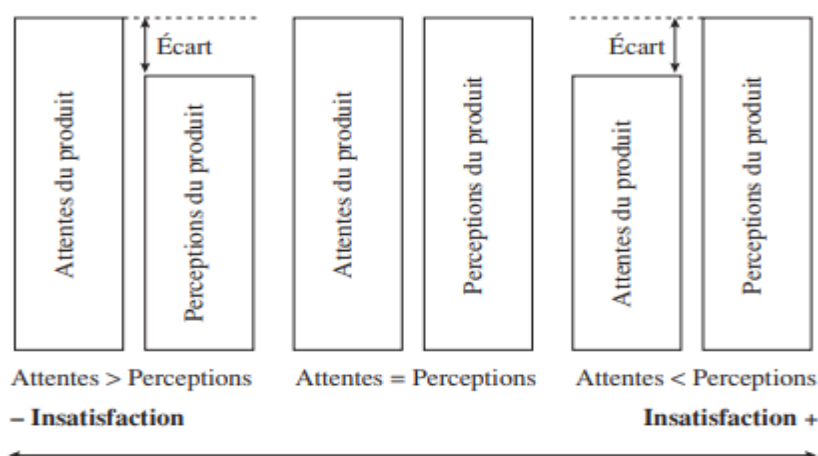 Écart
Écart
Attentes du produit
Perceptions du produit
Attentes du produit
Perceptions du produit
Attentes du produit
Perceptions du produit
Attentes > Perceptions
Attentes = Perceptions
Attentes < Perceptions
– Insatisfaction
Insatisfaction +